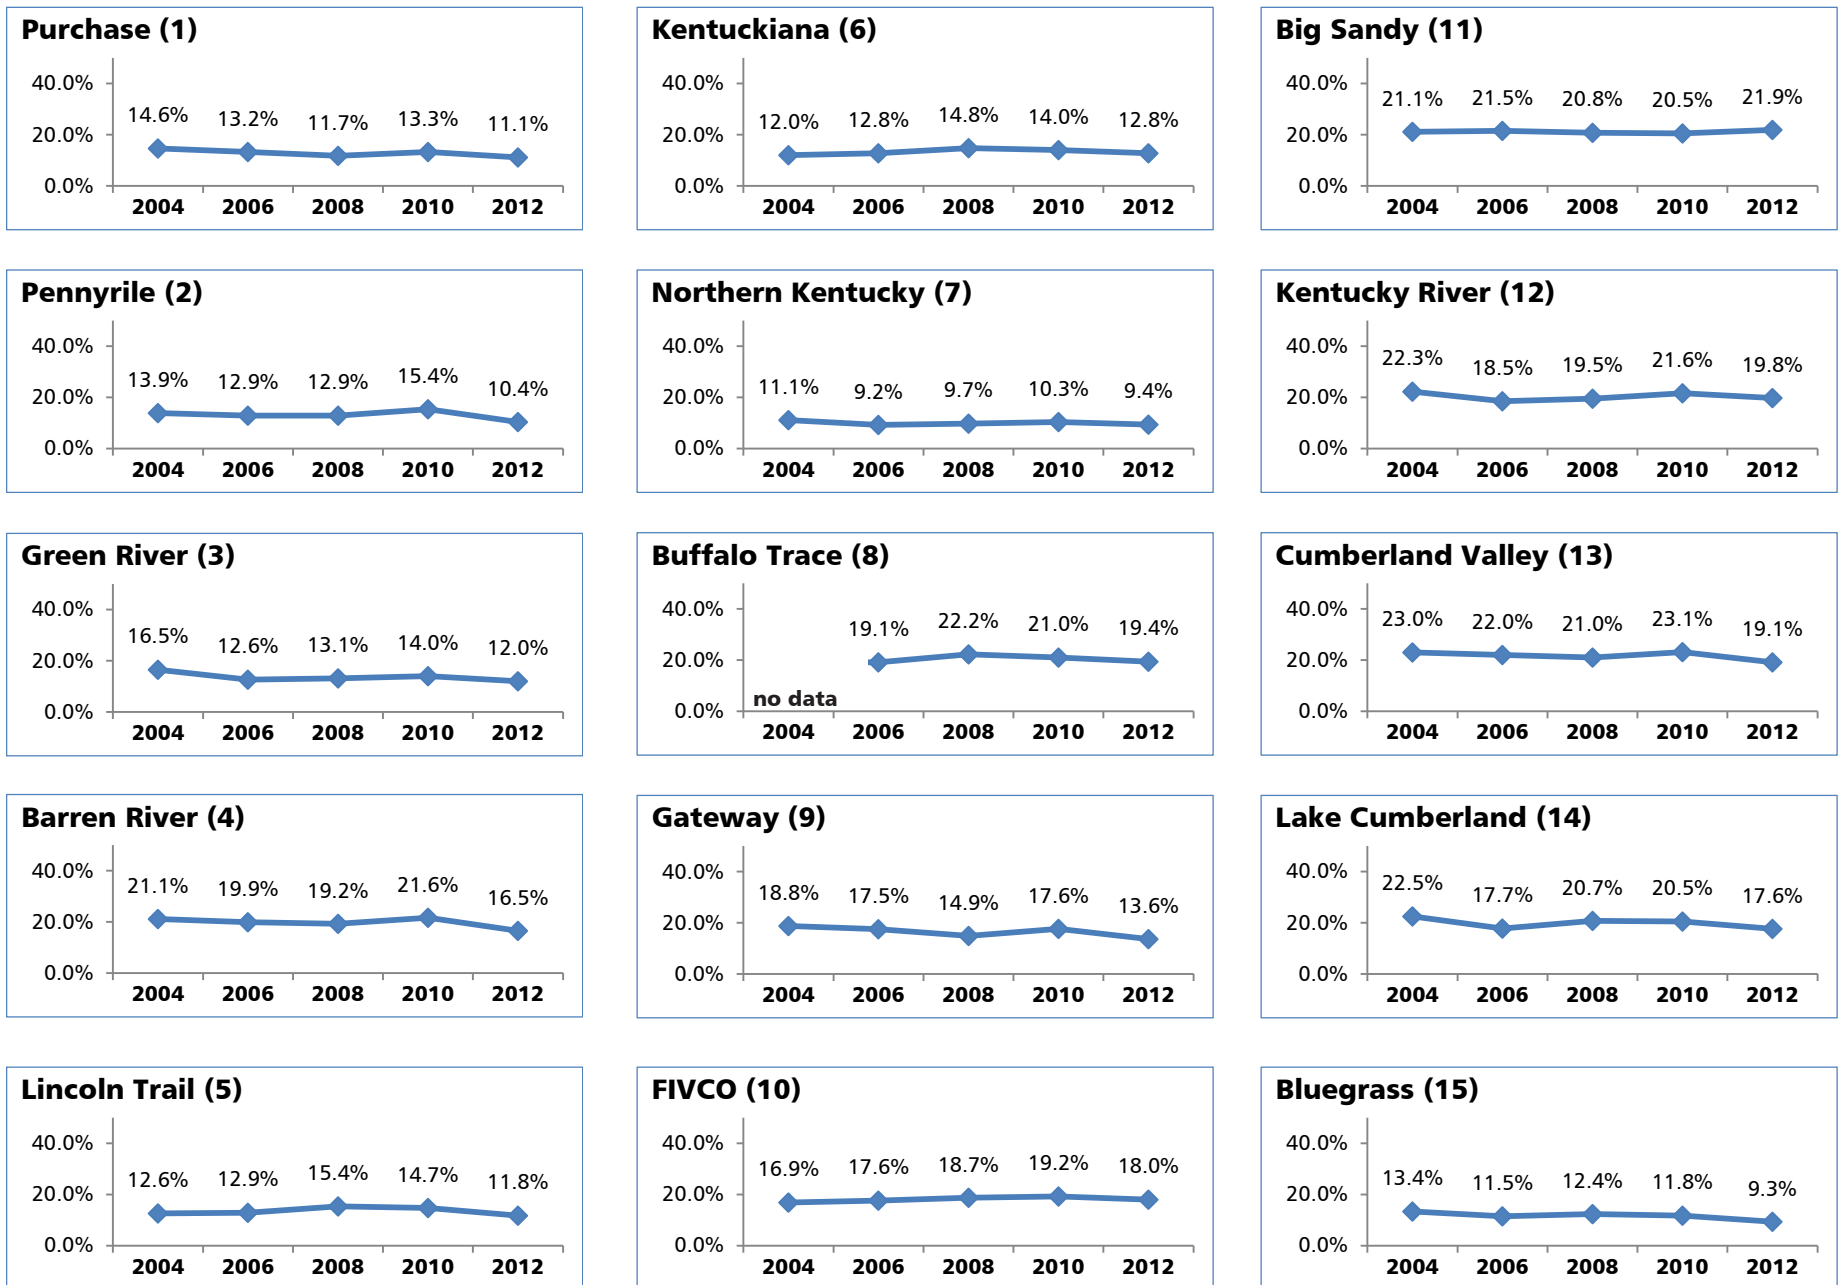 Purchase (1)
40.0%
20.0%
0.0%
14.6% 13.2% 11.7% 13.3% 11.1%
2004 2006 2008 2010 2012
Kentuckiana (6)
40.0%
20.0%
0.0%
12.0% 12.8% 14.8% 14.0% 12.8%
2004 2006 2008 2010 2012
Big Sandy (11)
40.0%
20.0%
0.0%
21.1% 21.5% 20.8% 20.5% 21.9%
2004 2006 2008 2010 2012
Pennyrile (2)
40.0%
20.0%
0.0%
13.9% 12.9% 12.9% 15.4% 10.4%
2004 2006 2008 2010 2012
Northern Kentucky (7)
40.0%
20.0%
0.0%
11.1% 9.2% 9.7% 10.3% 9.4%
2004 2006 2008 2010 2012
Kentucky River (12)
40.0%
20.0%
0.0%
22.3% 18.5% 19.5% 21.6% 19.8%
2004 2006 2008 2010 2012
Green River (3)
40.0%
20.0%
0.0%
16.5% 12.6% 13.1% 14.0% 12.0%
2004 2006 2008 2010 2012
Buffalo Trace (8)
40.0%
20.0%
0.0%
19.1% 22.2% 21.0% 19.4%
no data
2004 2006 2008 2010 2012
Cumberland Valley (13)
40.0%
20.0%
0.0%
23.0% 22.0% 21.0% 23.1% 19.1%
2004 2006 2008 2010 2012
Barren River (4)
40.0%
20.0%
0.0%
21.1% 19.9% 19.2% 21.6% 16.5%
2004 2006 2008 2010 2012
Gateway (9)
40.0%
20.0%
0.0%
18.8% 17.5% 14.9% 17.6% 13.6%
2004 2006 2008 2010 2012
Lake Cumberland (14)
40.0%
20.0%
0.0%
22.5% 17.7% 20.7% 20.5% 17.6%
2004 2006 2008 2010 2012
Lincoln Trail (5)
40.0%
20.0%
0.0%
12.6% 12.9% 15.4% 14.7% 11.8%
2004 2006 2008 2010 2012
FIVCO (10)
40.0%
20.0%
0.0%
16.9% 17.6% 18.7% 19.2% 18.0%
2004 2006 2008 2010 2012
Bluegrass (15)
40.0%
20.0%
0.0%
13.4% 11.5% 12.4% 11.8% 9.3%
2004 2006 2008 2010 2012